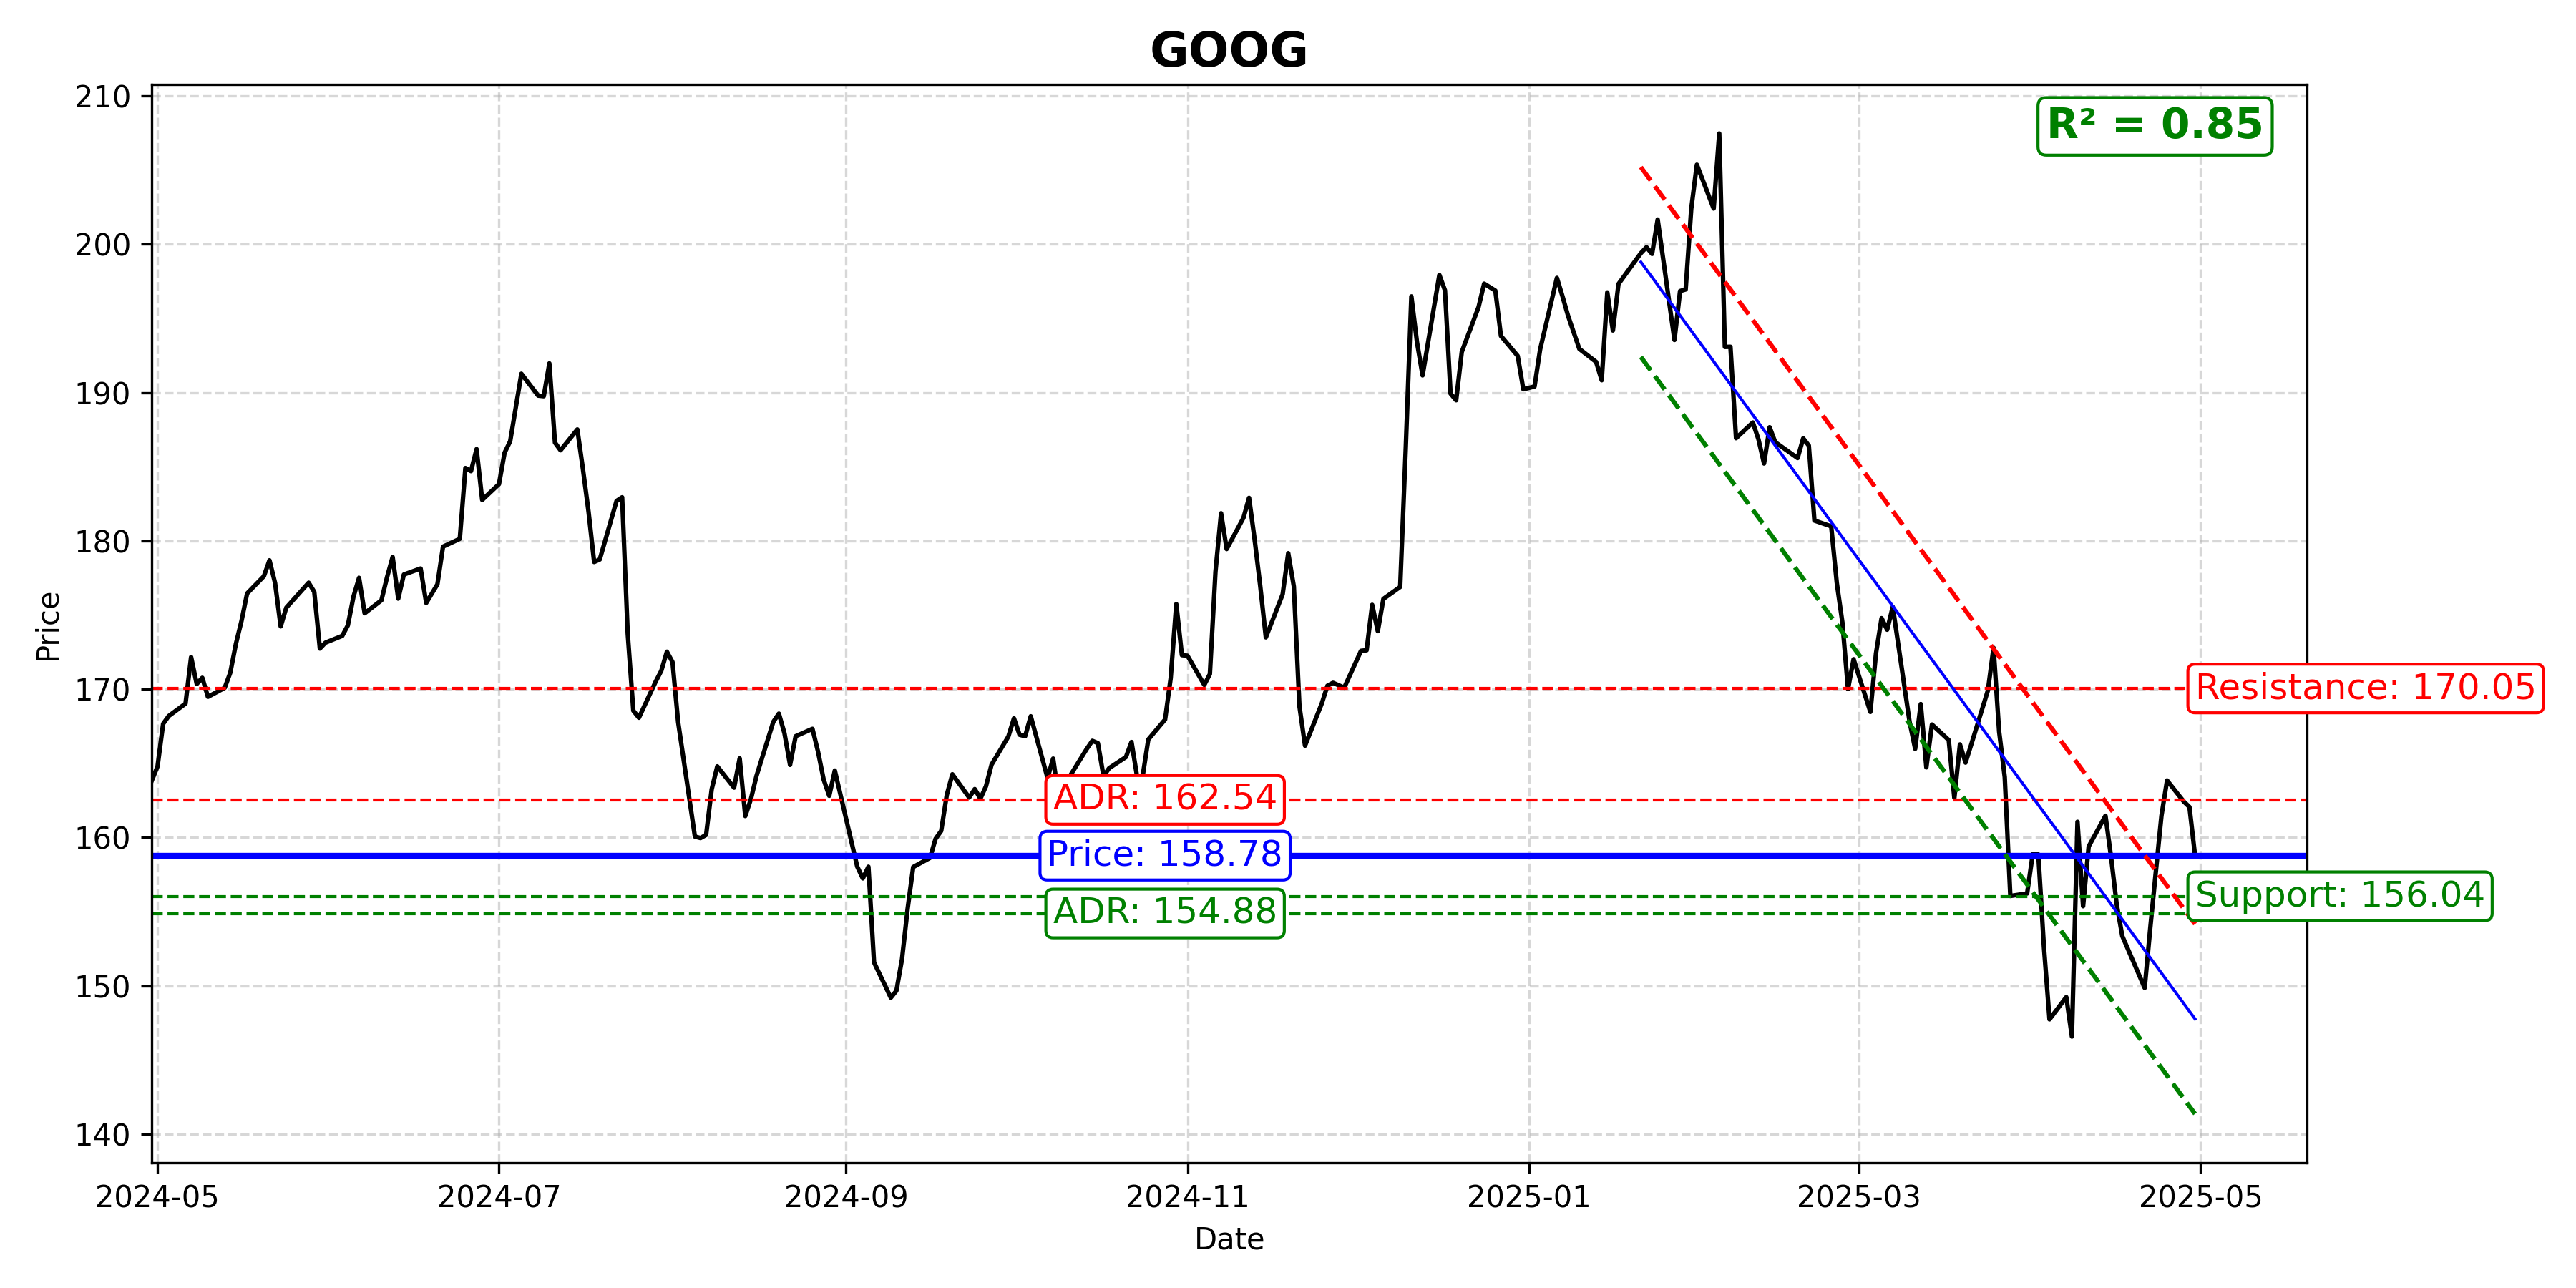 GOOG
R² = 0.85
210
200
190
180
170
160
150
140
Price
Resistance: 170.05
ADR: 162.54
Price: 158.78
Support: 156.04
ADR: 154.88
2024-05
2024-07
2024-09
2024-11
2025-01
2025-03
2025-05
Date